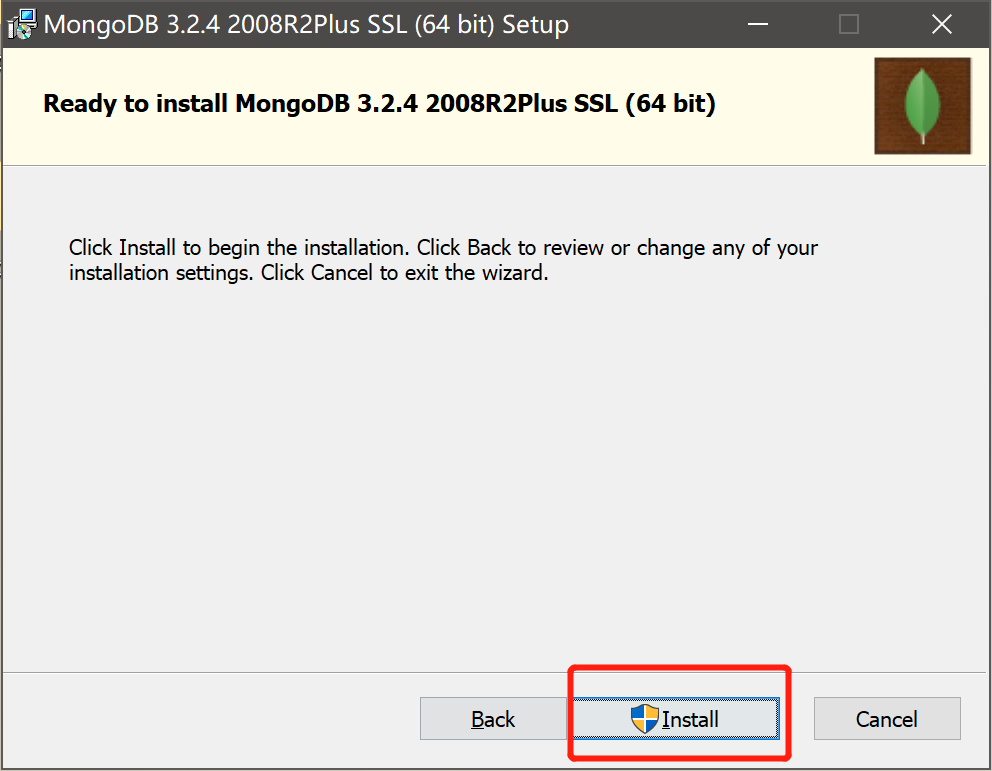 MongoDB 3.2.4 2008R2Plus SSL (64 bit) Setup
Ready to install MongoDB 3.2.4 2008R2Plus SSL (64 bit)
Click Install to begin the installation. Click Back to review or change any of your
installation settings. Click Cancel to exit the wizard.
Back
Install
Cancel